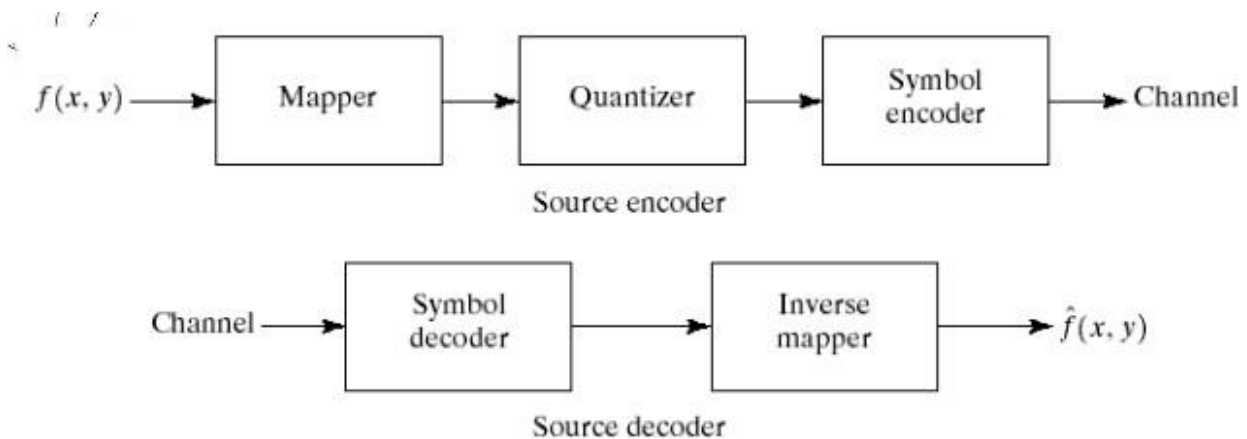 f(x, y) Mapper Quantizer Symbol encoder Channel
Source encoder
Channel Symbol decoder Inverse mapper f̂(x, y)
Source decoder